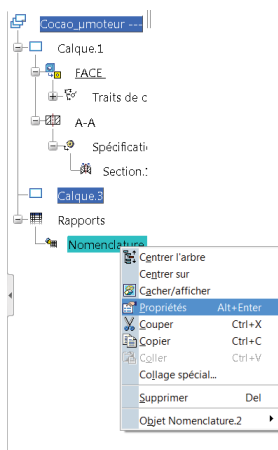 Cocao_µmoteur ---
Calque.1
FACE
Traits de c
A-A
Spécificati
Section.
Calque.3
Rapports
Nomenclature
Centrer l'arbre
Centrer sur
Cacher/afficher
Propriétés Alt+Enter
Couper Ctrl+X
Copier Ctrl+C
Coller Ctrl+V
Collage spécial...
Supprimer Del
Objet Nomenclature.2